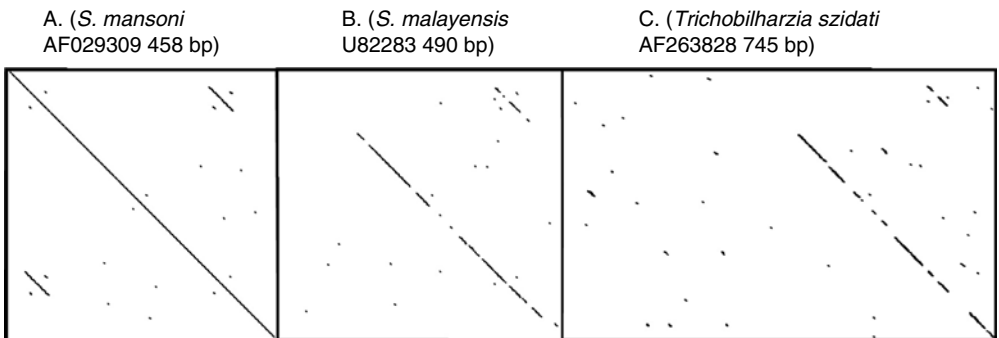 A. (S. mansoni
AF029309 458 bp)
B. (S. malayensis
U82283 490 bp)
C. (Trichobilharzia szidati
AF263828 745 bp)